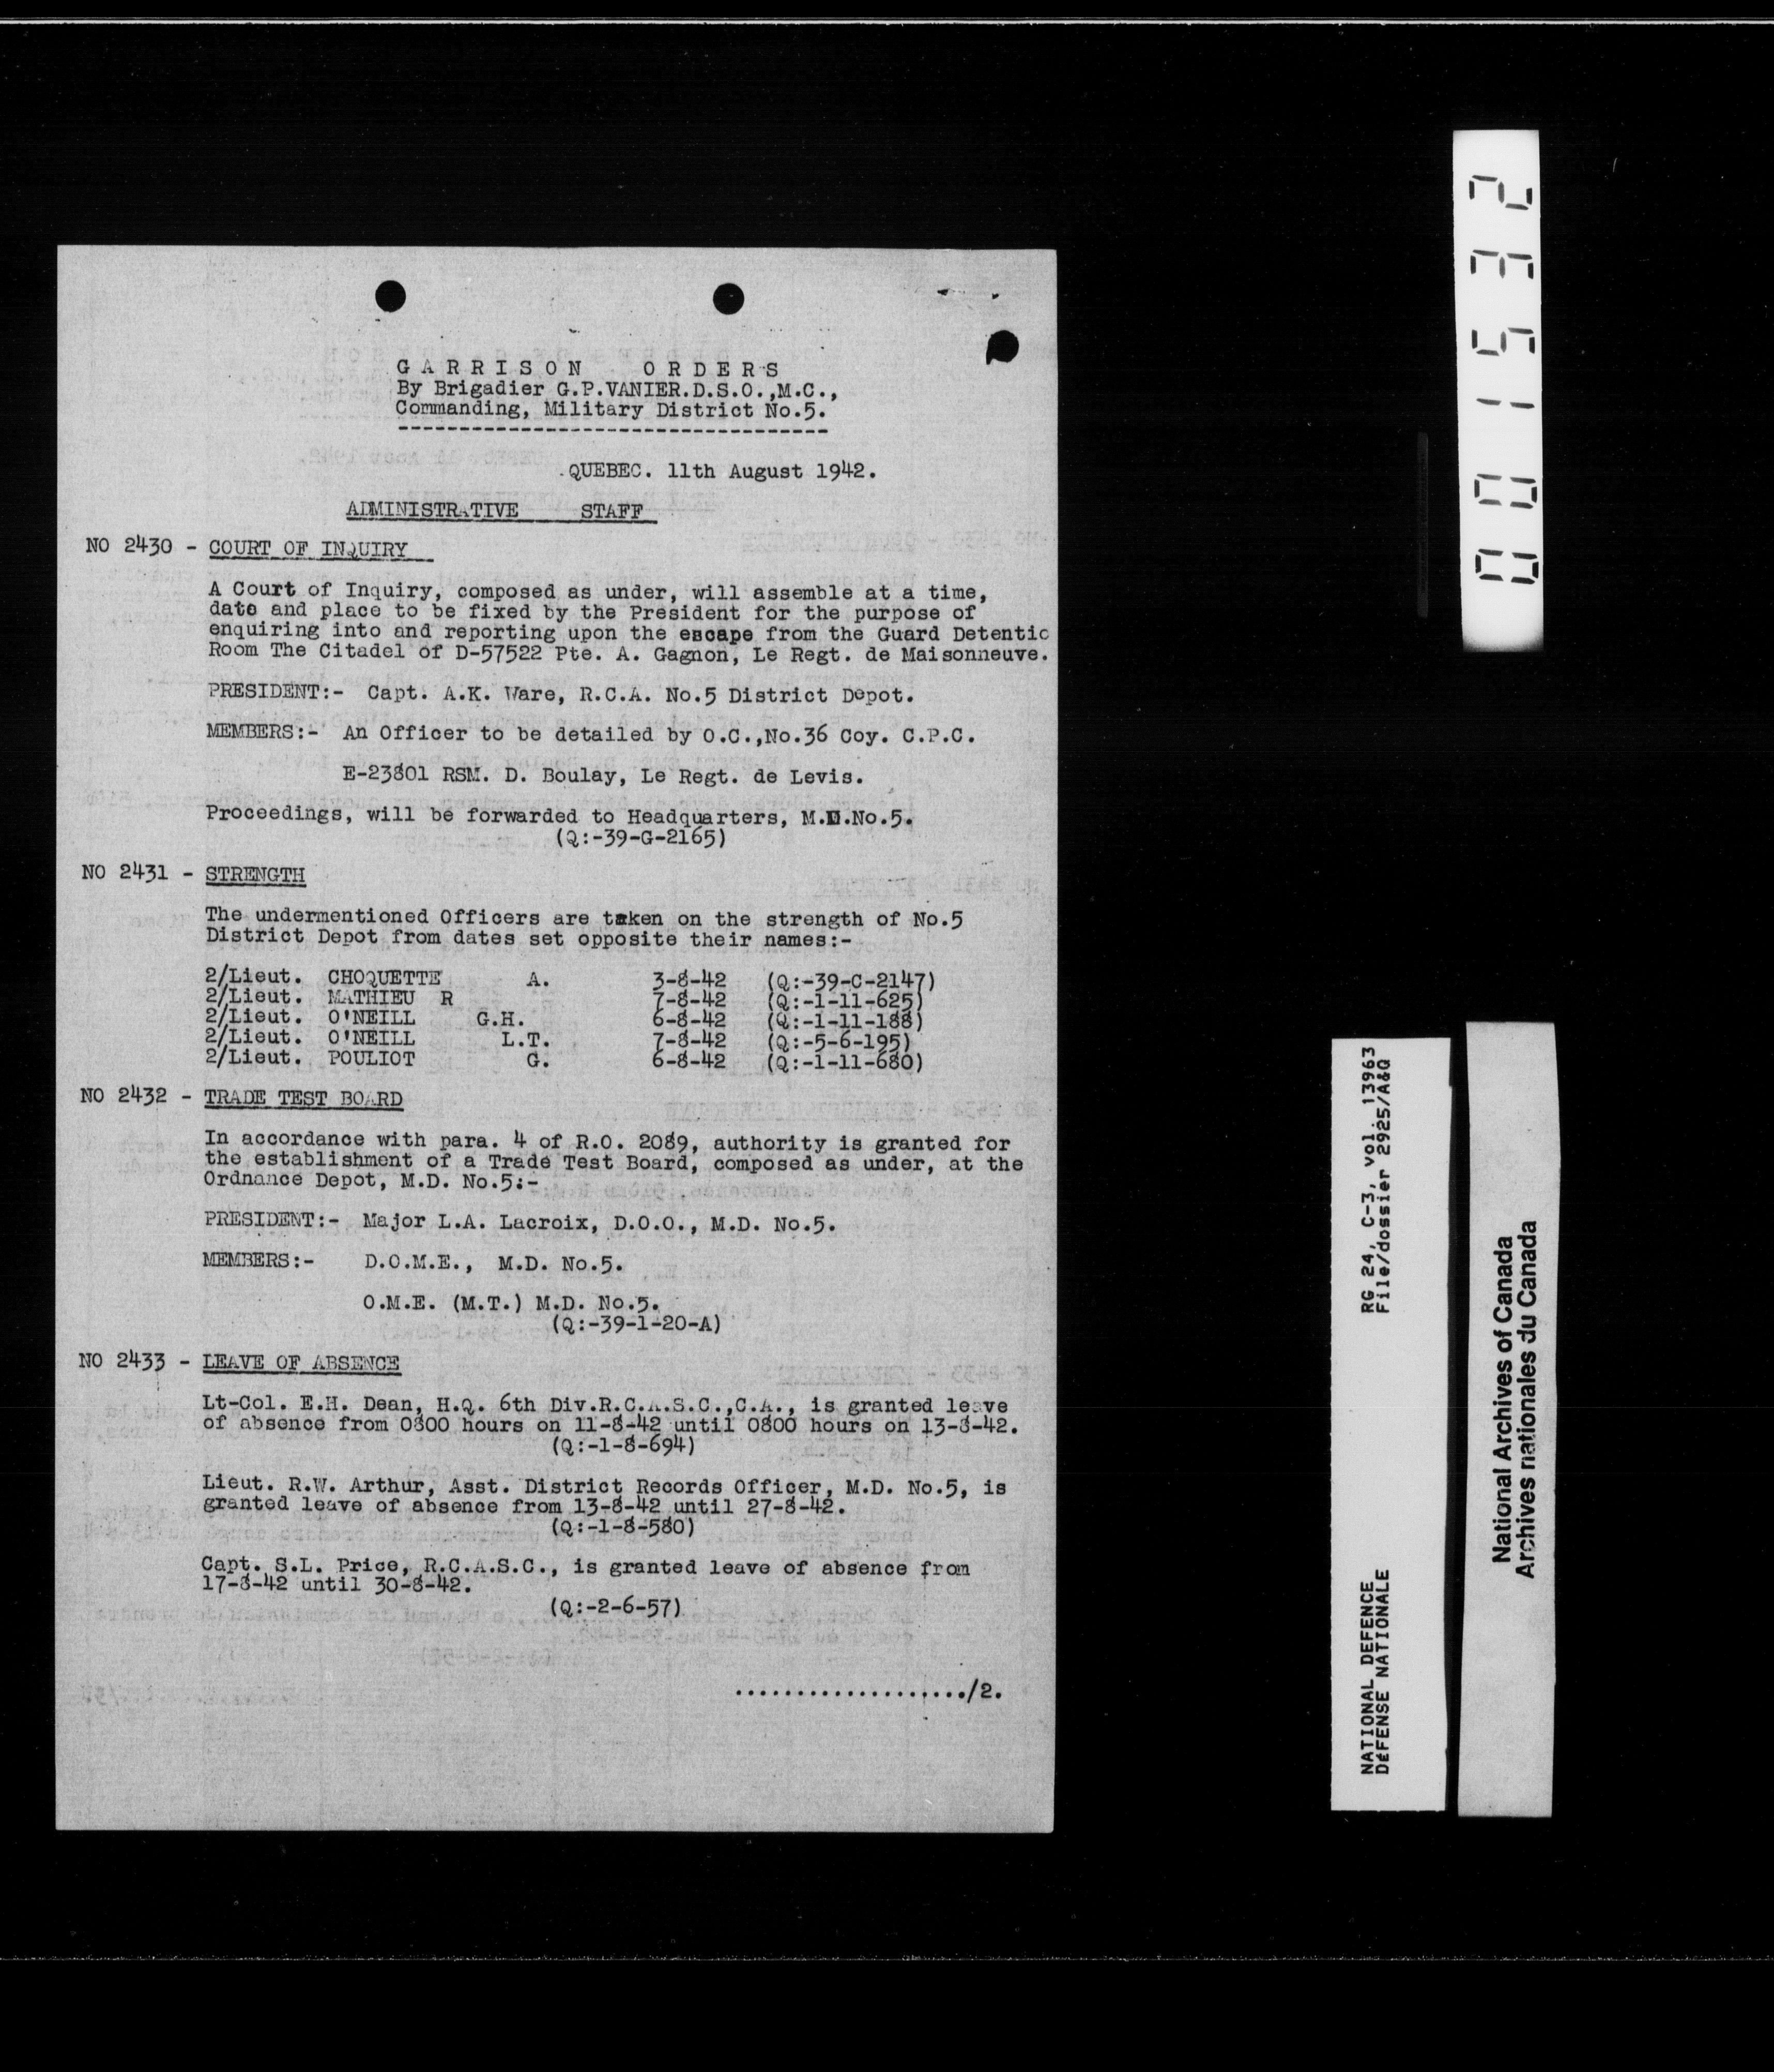 GARRISON ORDERS
By Brigadier G.P.VANIER.D.S.O.,M.C.,
Commanding, Military District No.5.
QUEBEC. 11th August 1942.
ADMINISTRATIVE STAFF
NO 2430 - COURT OF INQUIRY
A Court of Inquiry, composed as under, will assemble at a time,
date and place to be fixed by the President for the purpose of
enquiring into and reporting upon the escape from the Guard Detentic
Room The Citadel of D-57522 Pte. A. Gagnon, Le Regt. de Maisonneuve.
PRESIDENT:- Capt. A.K. Ware, R.C.A. No.5 District Depot.
MEMBERS:- An Officer to be detailed by O.C.,No.36 Coy. C.P.C.
E-23801 RSM. D. Boulay, Le Regt. de Levis.
Proceedings, will be forwarded to Headquarters, M.D.No.5.
(Q:-39-G-2165)
NO 2431 - STRENGTH
The undermentioned Officers are taken on the strength of No.5
District Depot from dates set opposite their names:-
2/Lieut. CHOQUETTE A. 3-8-42 (Q:-39-C-2147)
2/Lieut. MATHIEU R 7-8-42 (Q:-1-11-625)
2/Lieut. O'NEILL G.H. 6-8-42 (Q:-1-11-188)
2/Lieut. O'NEILL L.T. 7-8-42 (Q:-5-6-195)
2/Lieut. POULIOT G. 6-8-42 (Q:-1-11-680)
NO 2432 - TRADE TEST BOARD
In accordance with para. 4 of R.O. 2089, authority is granted for
the establishment of a Trade Test Board, composed as under, at the
Ordnance Depot, M.D. No.5:-
PRESIDENT:- Major L.A. Lacroix, D.O.O., M.D. No.5.
MEMBERS:- D.O.M.E., M.D. No.5.
O.M.E. (M.T.) M.D. No.5.
(Q:-39-1-20-A)
NO 2433 - LEAVE OF ABSENCE
Lt-Col. E.H. Dean, H.Q. 6th Div.R.C.A.S.C.,C.A., is granted leave
of absence from 0800 hours on 11-8-42 until 0800 hours on 13-8-42.
(Q:-1-8-694)
Lieut. R.W. Arthur, Asst. District Records Officer, M.D. No.5, is
granted leave of absence from 13-8-42 until 27-8-42.
(Q:-1-8-580)
Capt. S.L. Price, R.C.A.S.C., is granted leave of absence from
17-8-42 until 30-8-42.
(Q:-2-6-57)
.................../2.
001532
RG 24, C-3, vol. 13963
File/dossier 2925/A&Q
NATIONAL DEFENCE
DéFENSE NATIONALE
National Archives of Canada
Archives nationales du Canada